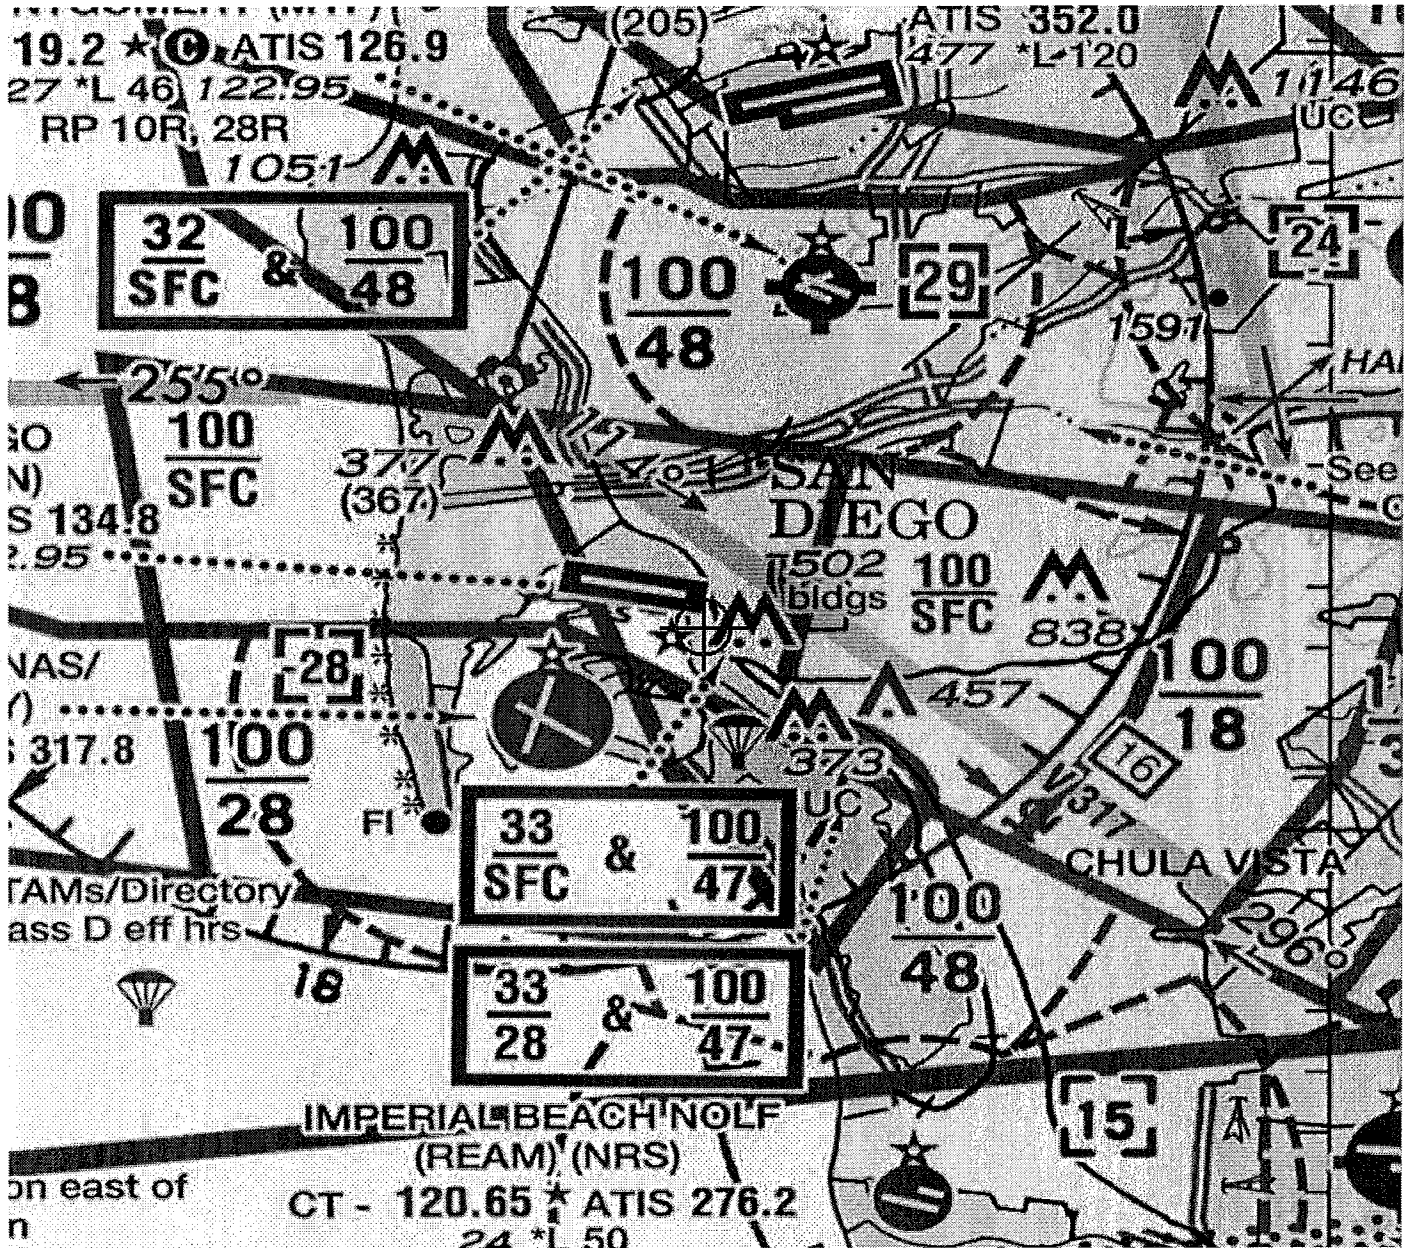 (205)
ATIS 352.0
477 *L 120
19.2 ★ C ATIS 126.9
27 *L 46 122.95
RP 10R, 28R
1051
1146
UC
32
SFC
&
100
48
100
48
29
24
1591
255°
100
SFC
377
(367)
SAN
DIEGO
502
bldgs
100
SFC
838
See
S 134.8
2.95
NAS/
-28
S 317.8
100
28
FI
457
373
UC
100
18
16
V 317
CHULA VISTA
33
SFC
&
100
47
TAMs/Directory
ass D eff hrs
18
100
48
296°
33
28
&
100
47
15
IMPERIAL BEACH NOLF
(REAM) (NRS)
CT - 120.65 ★ ATIS 276.2
24 *L 50
on east of
n